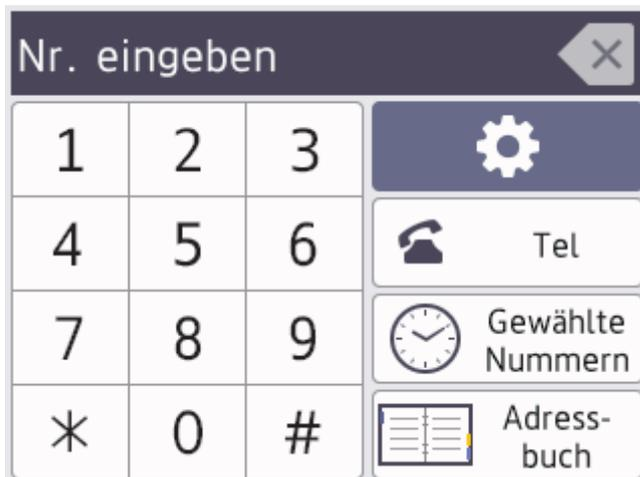 Nr. eingeben
1 2 3
4 5 6
Tel
7 8 9
Gewählte
Nummern
* 0 #
Adress-
buch